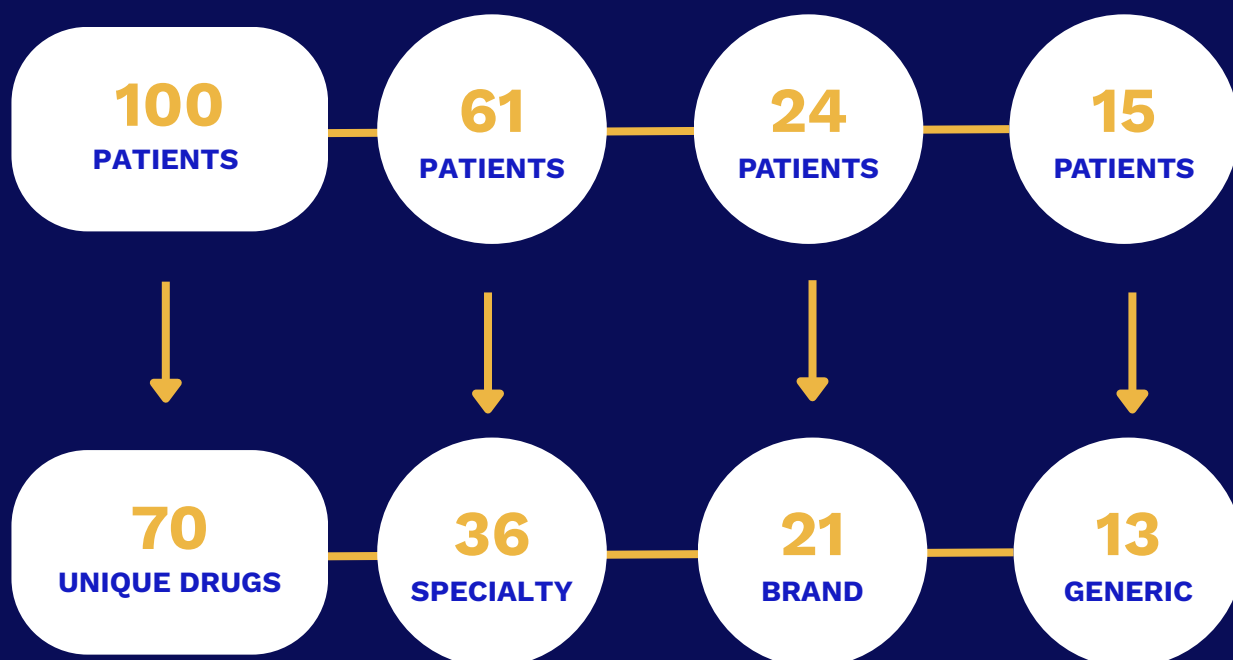 100
PATIENTS
61
PATIENTS
24
PATIENTS
15
PATIENTS
70
UNIQUE DRUGS
36
SPECIALTY
21
BRAND
13
GENERIC